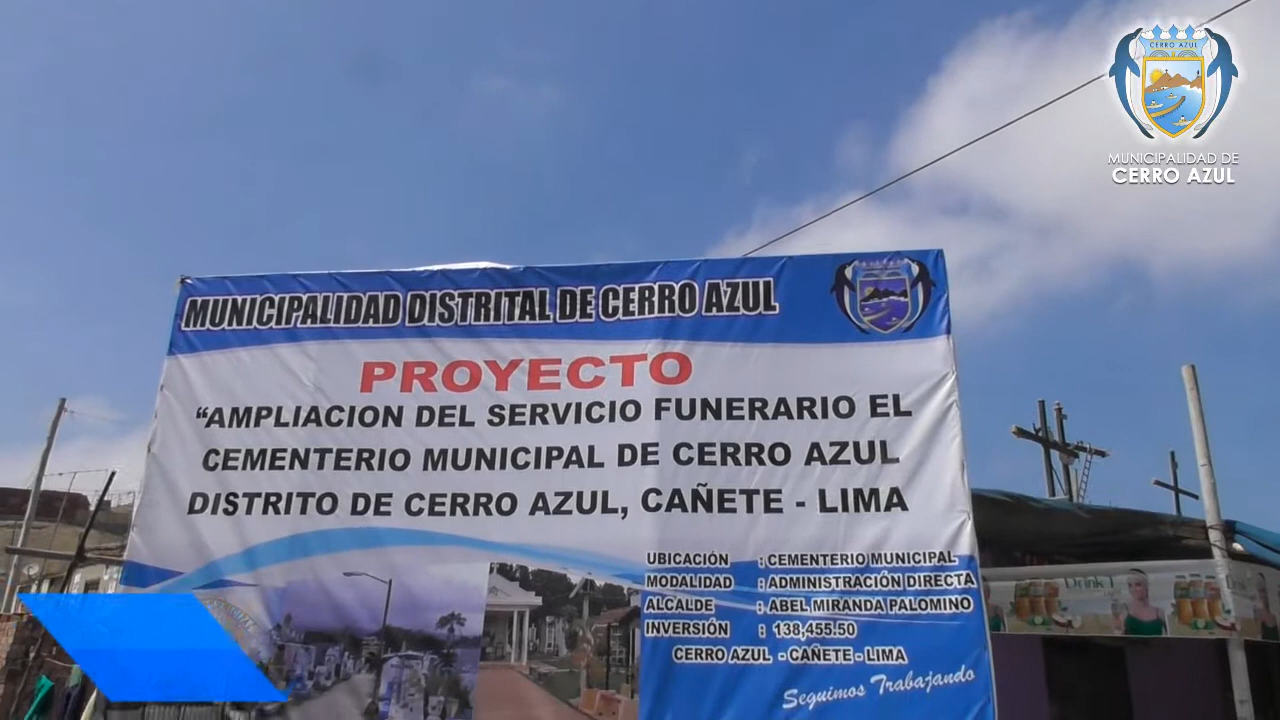 CERRO AZUL
MUNICIPALIDAD DE
CERRO AZUL
MUNICIPALIDAD DISTRITAL DE CERRO AZUL
PROYECTO
“AMPLIACION DEL SERVICIO FUNERARIO EL
CEMENTERIO MUNICIPAL DE CERRO AZUL
DISTRITO DE CERRO AZUL, CAÑETE - LIMA
UBICACIÓN : CEMENTERIO MUNICIPAL
MODALIDAD : ADMINISTRACIÓN DIRECTA
ALCALDE : ABEL MIRANDA PALOMINO
INVERSIÓN : 138,455.50
CERRO AZUL - CAÑETE - LIMA
Seguimos Trabajando
Drink